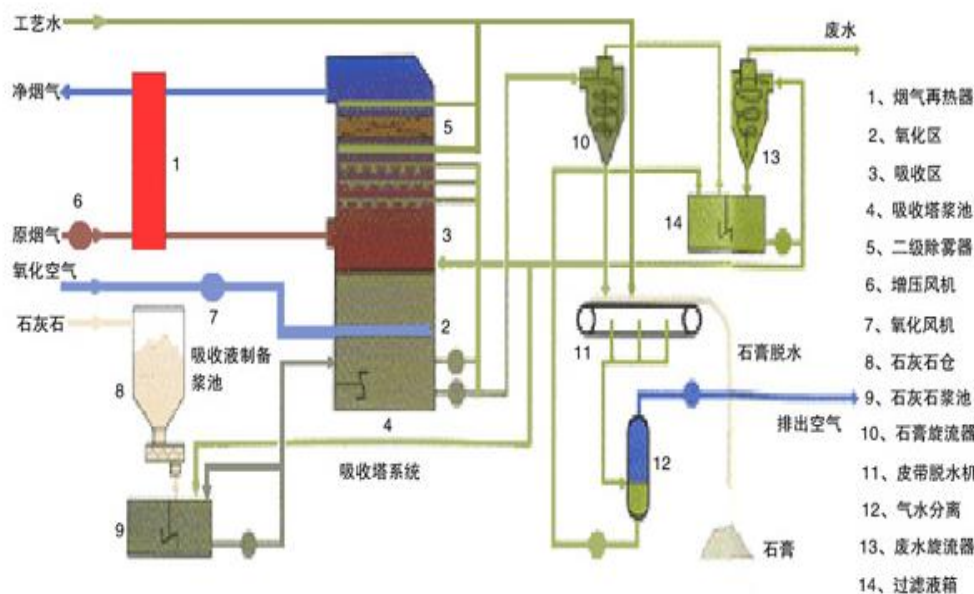 工艺水
净烟气
1
6
原烟气
氧化空气
7
石灰石
吸收液制备
浆池
8
9
5
3
2
4
吸收塔系统
10
废水
13
14
11
石膏脱水
排出空气
12
石膏
1、烟气再热器
2、氧化区
3、吸收区
4、吸收塔浆池
5、二级除雾器
6、增压风机
7、氧化风机
8、石灰石仓
9、石灰石浆池
10、石膏旋流器
11、皮带脱水机
12、气水分离
13、废水旋流器
14、过滤液箱